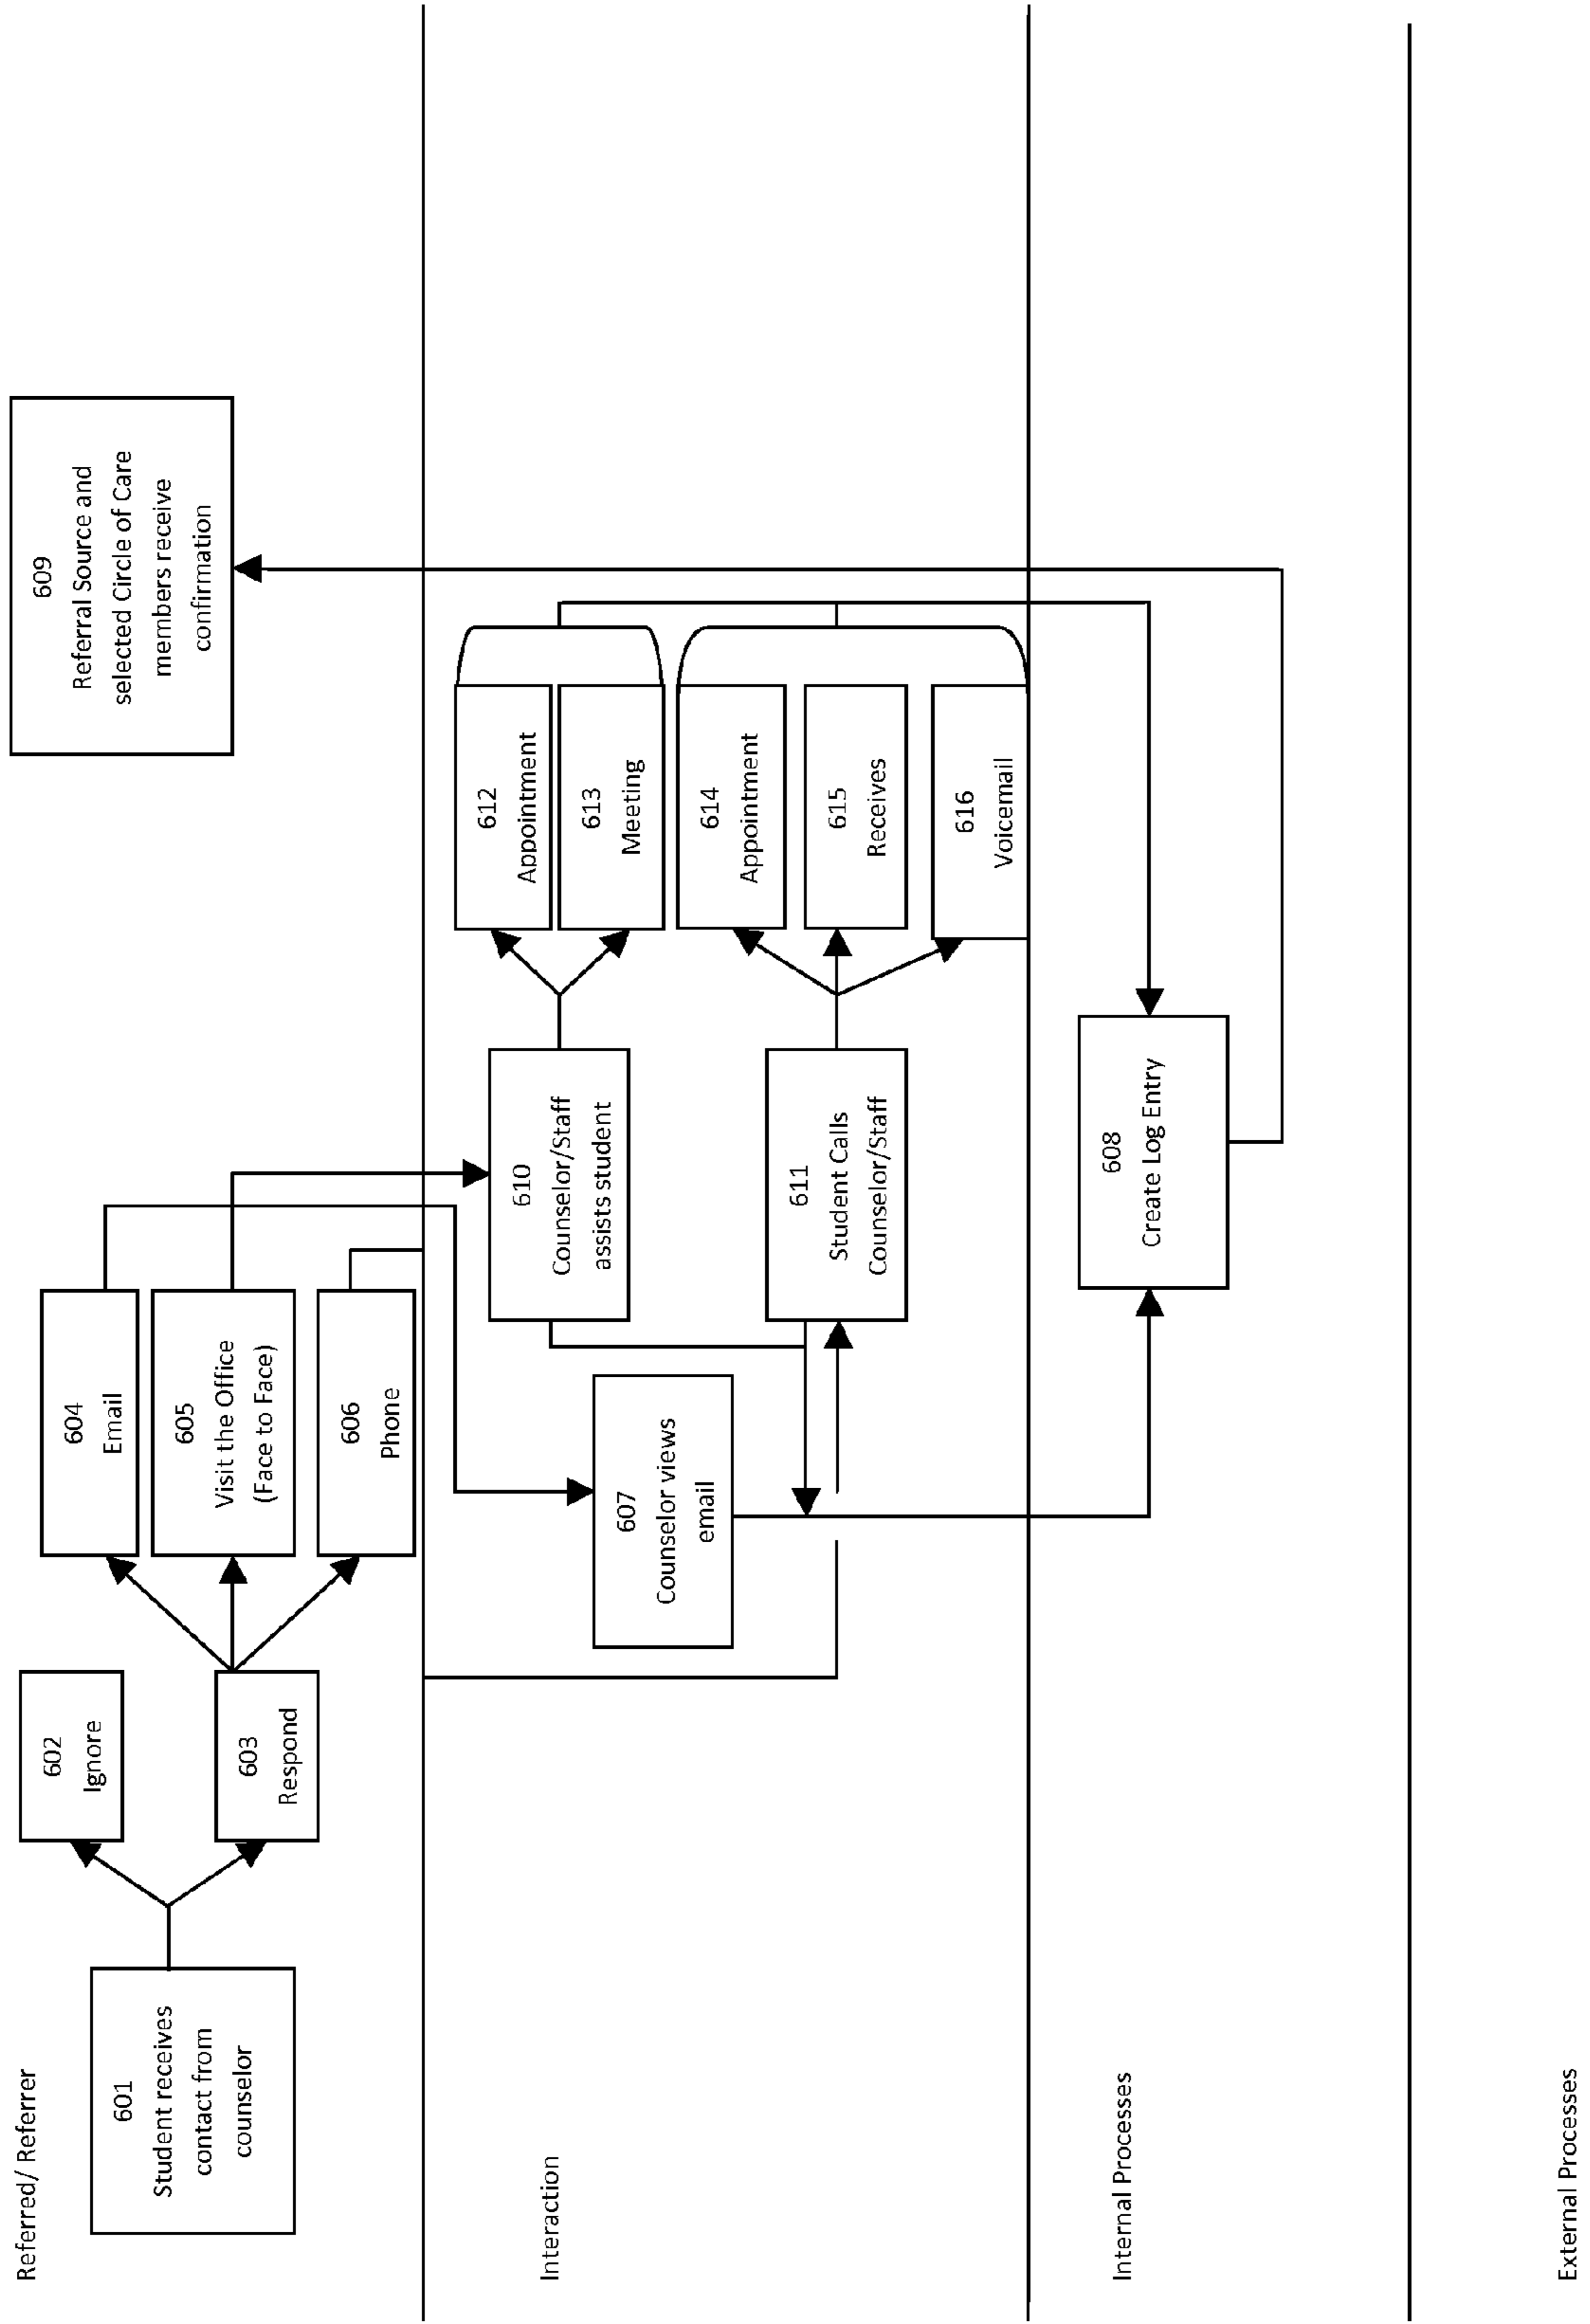 Referred/ Referrer
601
Student receives
contact from
counselor
602
Ignore
603
Respond
604
Email
605
Visit the Office
(Face to Face)
606
Phone
609
Referral Source and
selected Circle of Care
members receive
confirmation
Interaction
607
Counselor views
email
610
Counselor/Staff
assists student
611
Student Calls
Counselor/Staff
612
Appointment
613
Meeting
614
Appointment
615
Receives
616
Voicemail
Internal Processes
608
Create Log Entry
External Processes